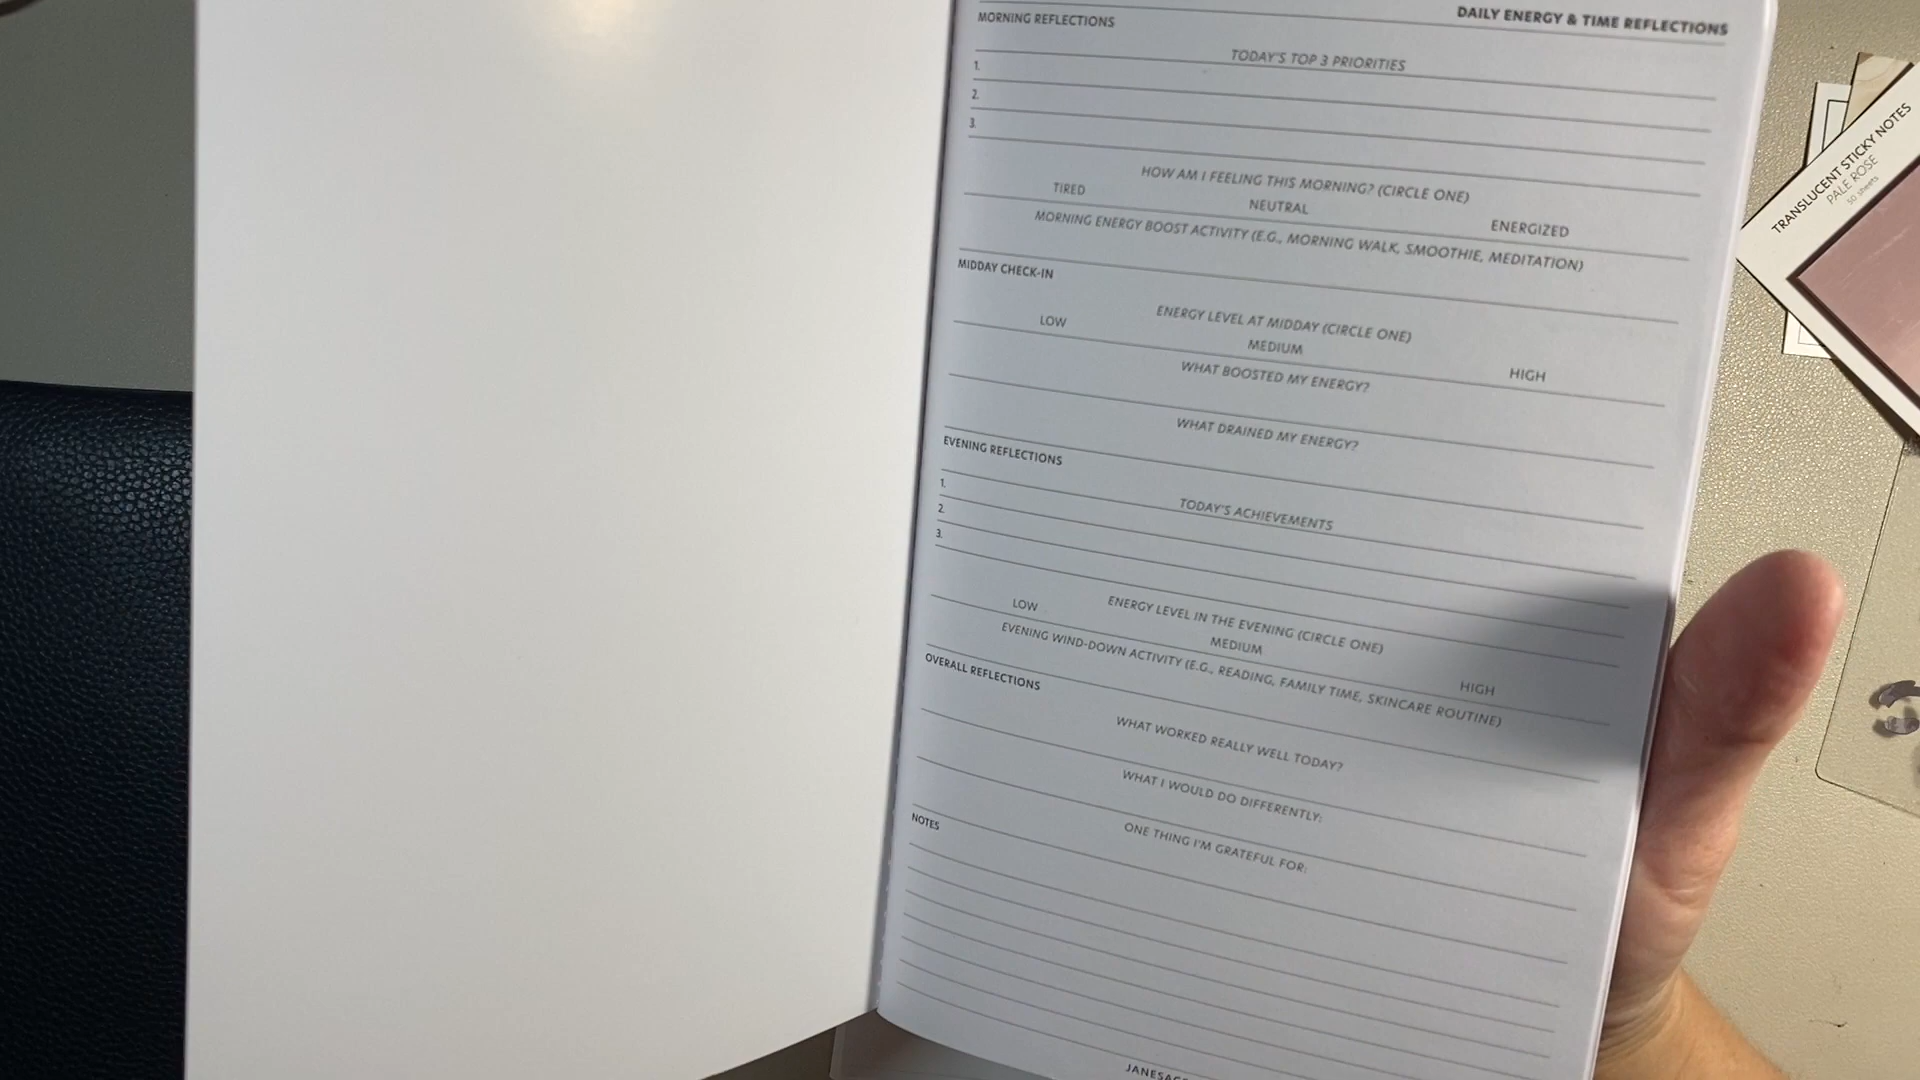 DAILY ENERGY & TIME REFLECTIONS
MORNING REFLECTIONS
TODAY'S TOP 3 PRIORITIES
1.
2.
3.
HOW AM I FEELING THIS MORNING? (CIRCLE ONE)
TIRED NEUTRAL ENERGIZED
MORNING ENERGY BOOST ACTIVITY (E.G., MORNING WALK, SMOOTHIE, MEDITATION)
MIDDAY CHECK-IN
ENERGY LEVEL AT MIDDAY (CIRCLE ONE)
LOW MEDIUM HIGH
WHAT BOOSTED MY ENERGY?
WHAT DRAINED MY ENERGY?
EVENING REFLECTIONS
TODAY'S ACHIEVEMENTS
1.
2.
3.
ENERGY LEVEL IN THE EVENING (CIRCLE ONE)
LOW MEDIUM HIGH
EVENING WIND-DOWN ACTIVITY (E.G., READING, FAMILY TIME, SKINCARE ROUTINE)
OVERALL REFLECTIONS
WHAT WORKED REALLY WELL TODAY?
WHAT I WOULD DO DIFFERENTLY:
ONE THING I'M GRATEFUL FOR:
NOTES
TRANSLUCENT STICKY NOTES
PALE ROSE
50 sheets